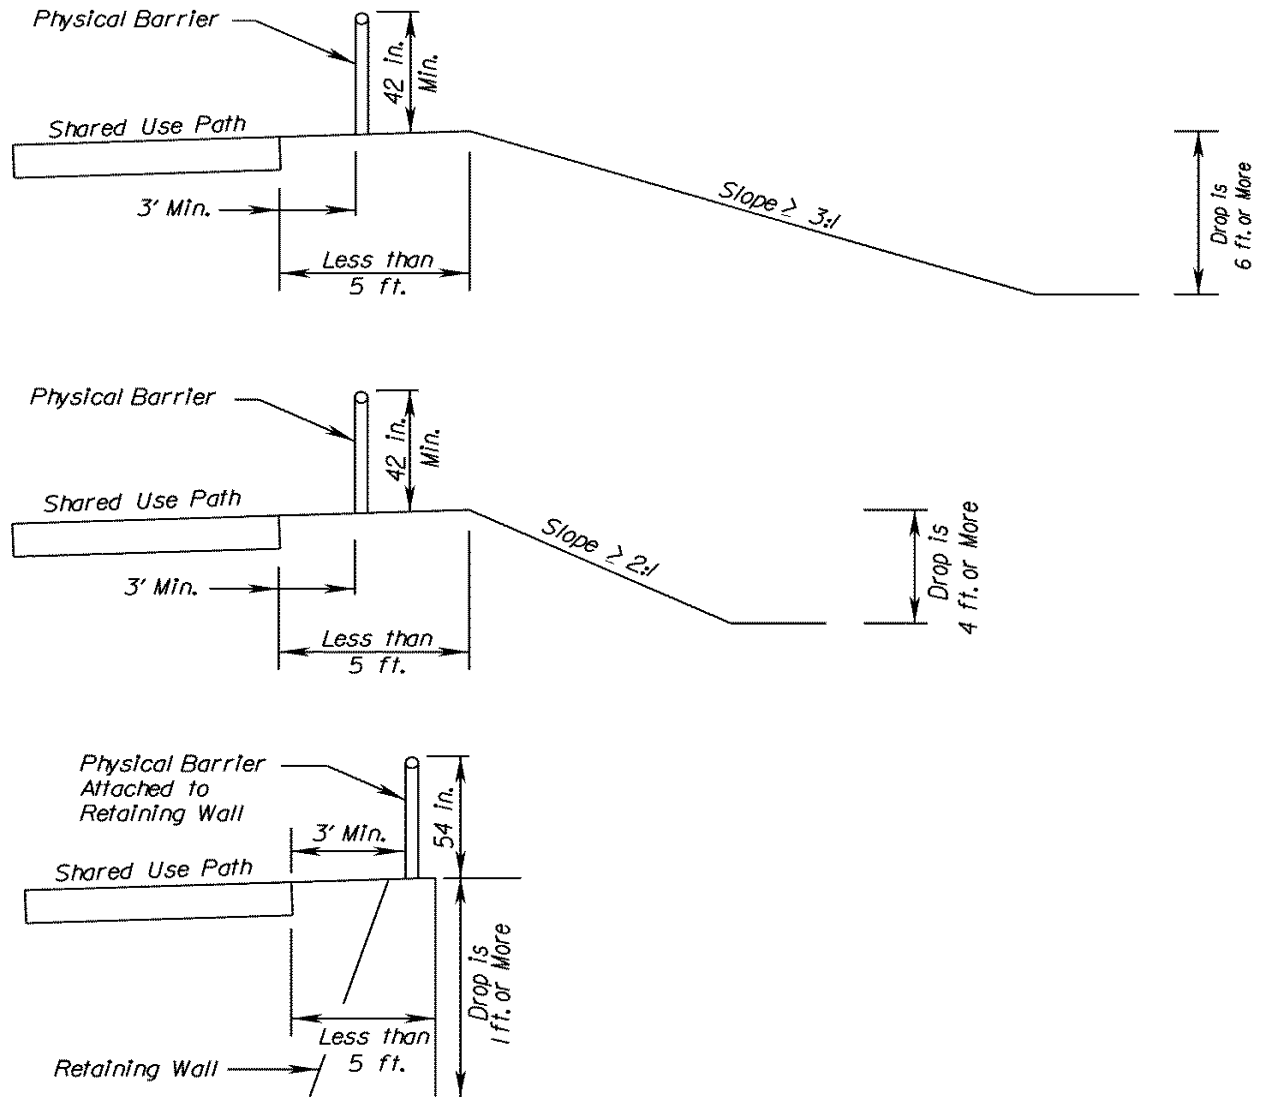 Physical Barrier
42 in.
Min.
Shared Use Path
3' Min.
Less than
5 ft.
Slope ≥ 3:1
Drop is
6 ft. or More
Physical Barrier
42 in.
Min.
Shared Use Path
3' Min.
Less than
5 ft.
Slope ≥ 2:1
Drop is
4 ft. or More
Physical Barrier
Attached to
Retaining Wall
3' Min.
54 in.
Shared Use Path
Drop is
1 ft. or More
Less than
5 ft.
Retaining Wall